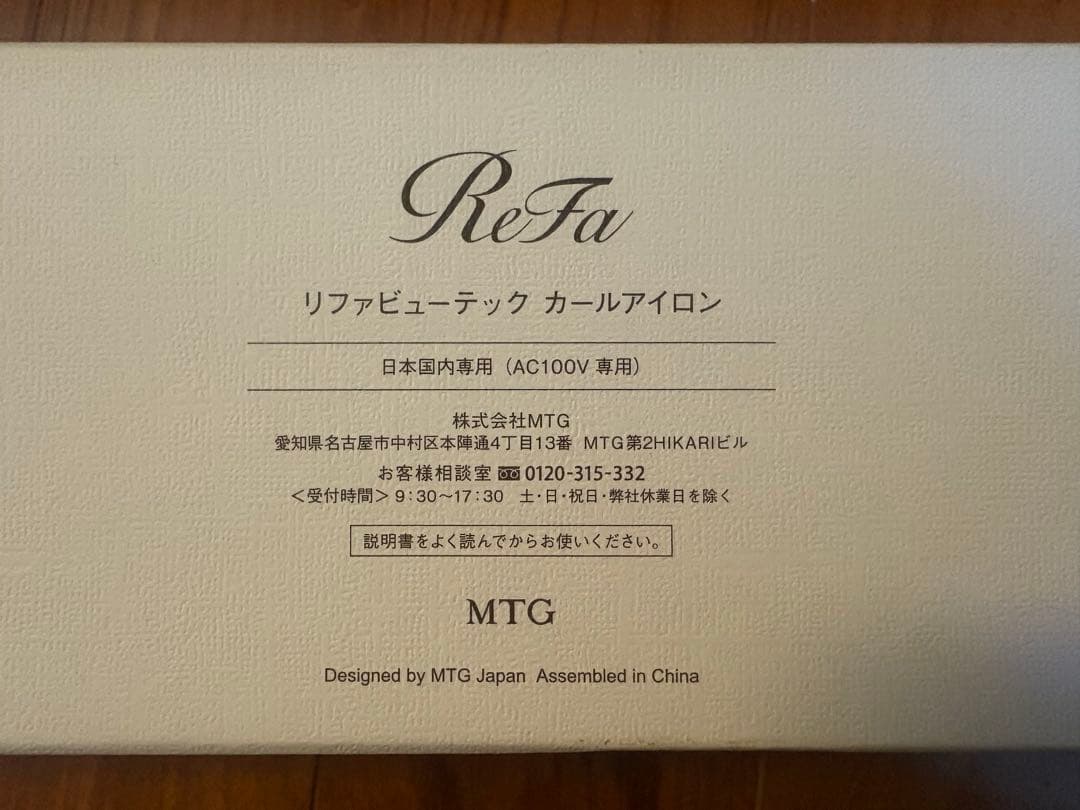 ReFa
リファビューテック カールアイロン
日本国内専用（AC100V 専用）
株式会社MTG
愛知県名古屋市中村区本陣通4丁目13番 MTG第2HIKARIビル
お客様相談室 0120-315-332
＜受付時間＞9:30〜17:30 土・日・祝日・弊社休業日を除く
説明書をよく読んでからお使いください。
MTG
Designed by MTG Japan Assembled in China